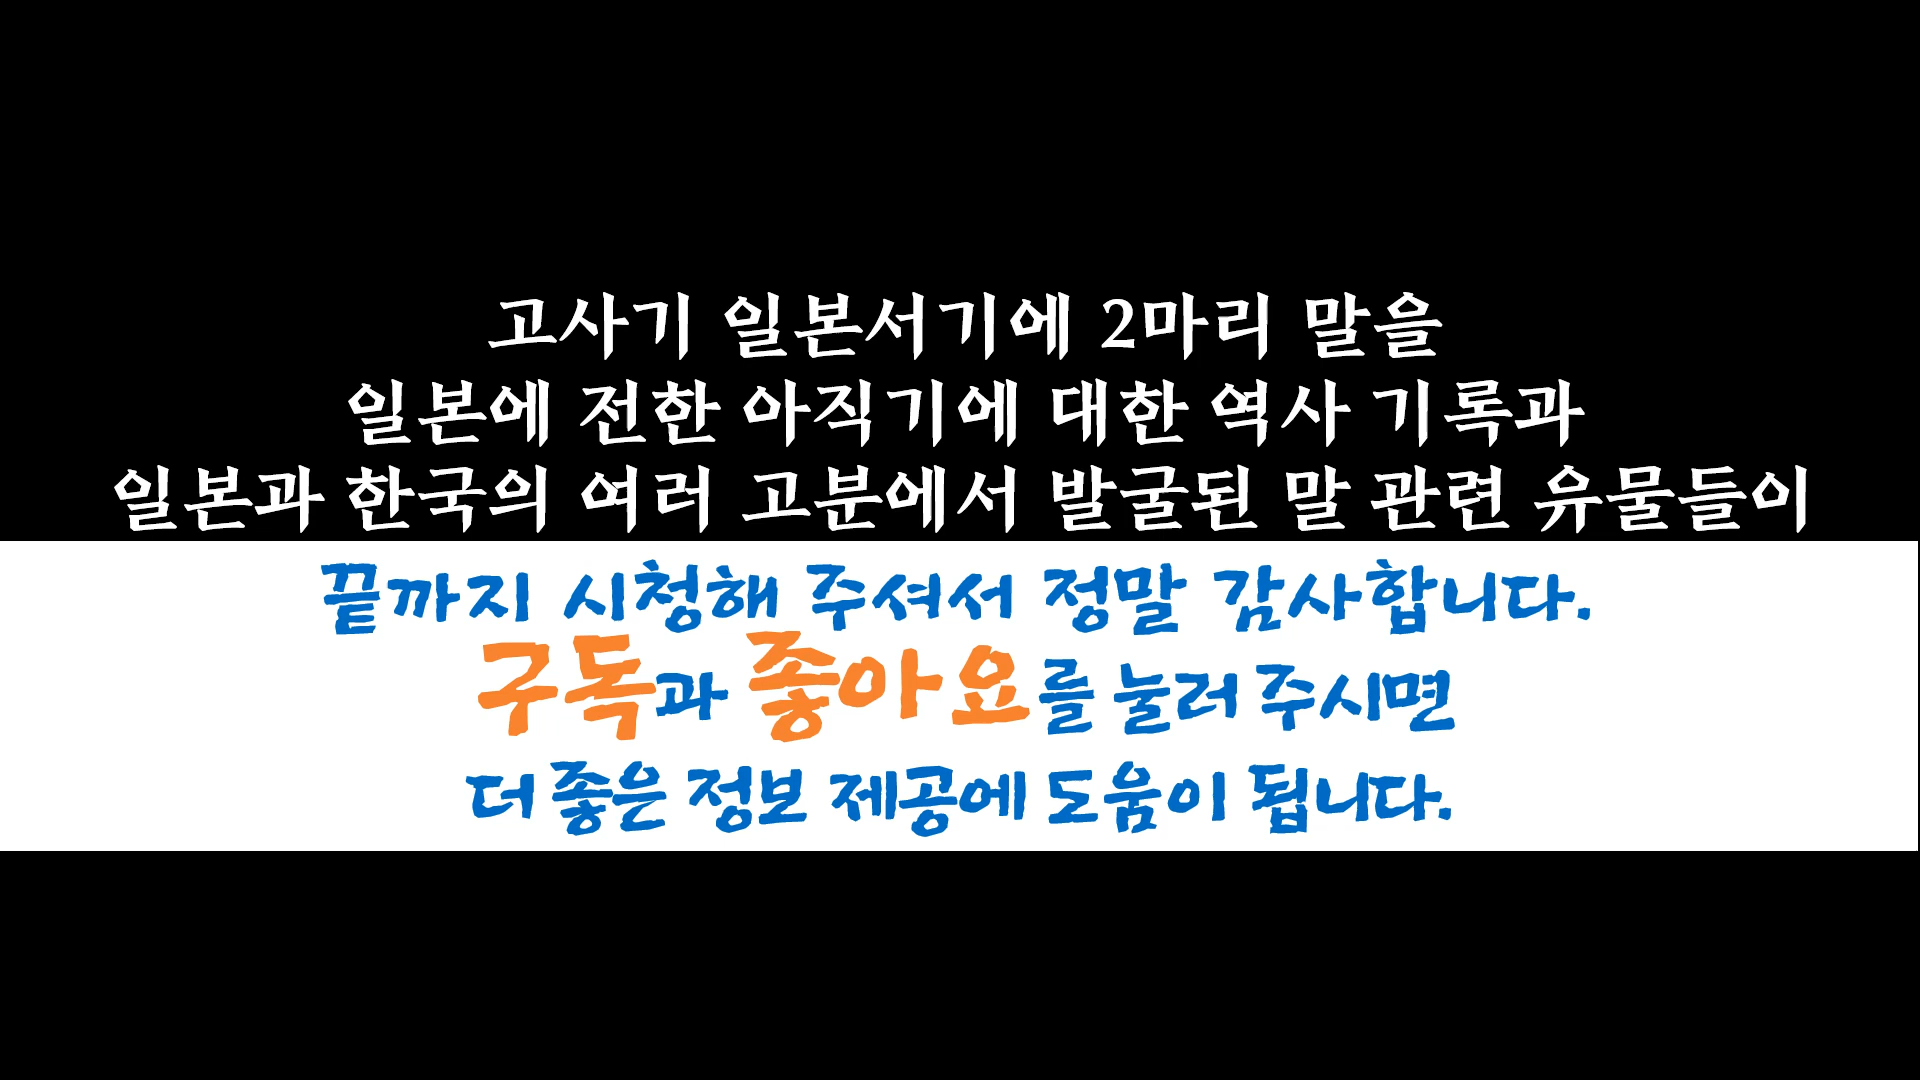 고사기 일본서기에 2마리 말을
일본에 전한 아직기에 대한 역사 기록과
일본과 한국의 여러 고분에서 발굴된 말 관련 유물들이
끝까지 시청해 주셔서 정말 감사합니다.
구독과 좋아요를 눌러 주시면
더 좋은 정보 제공에 도움이 됩니다.